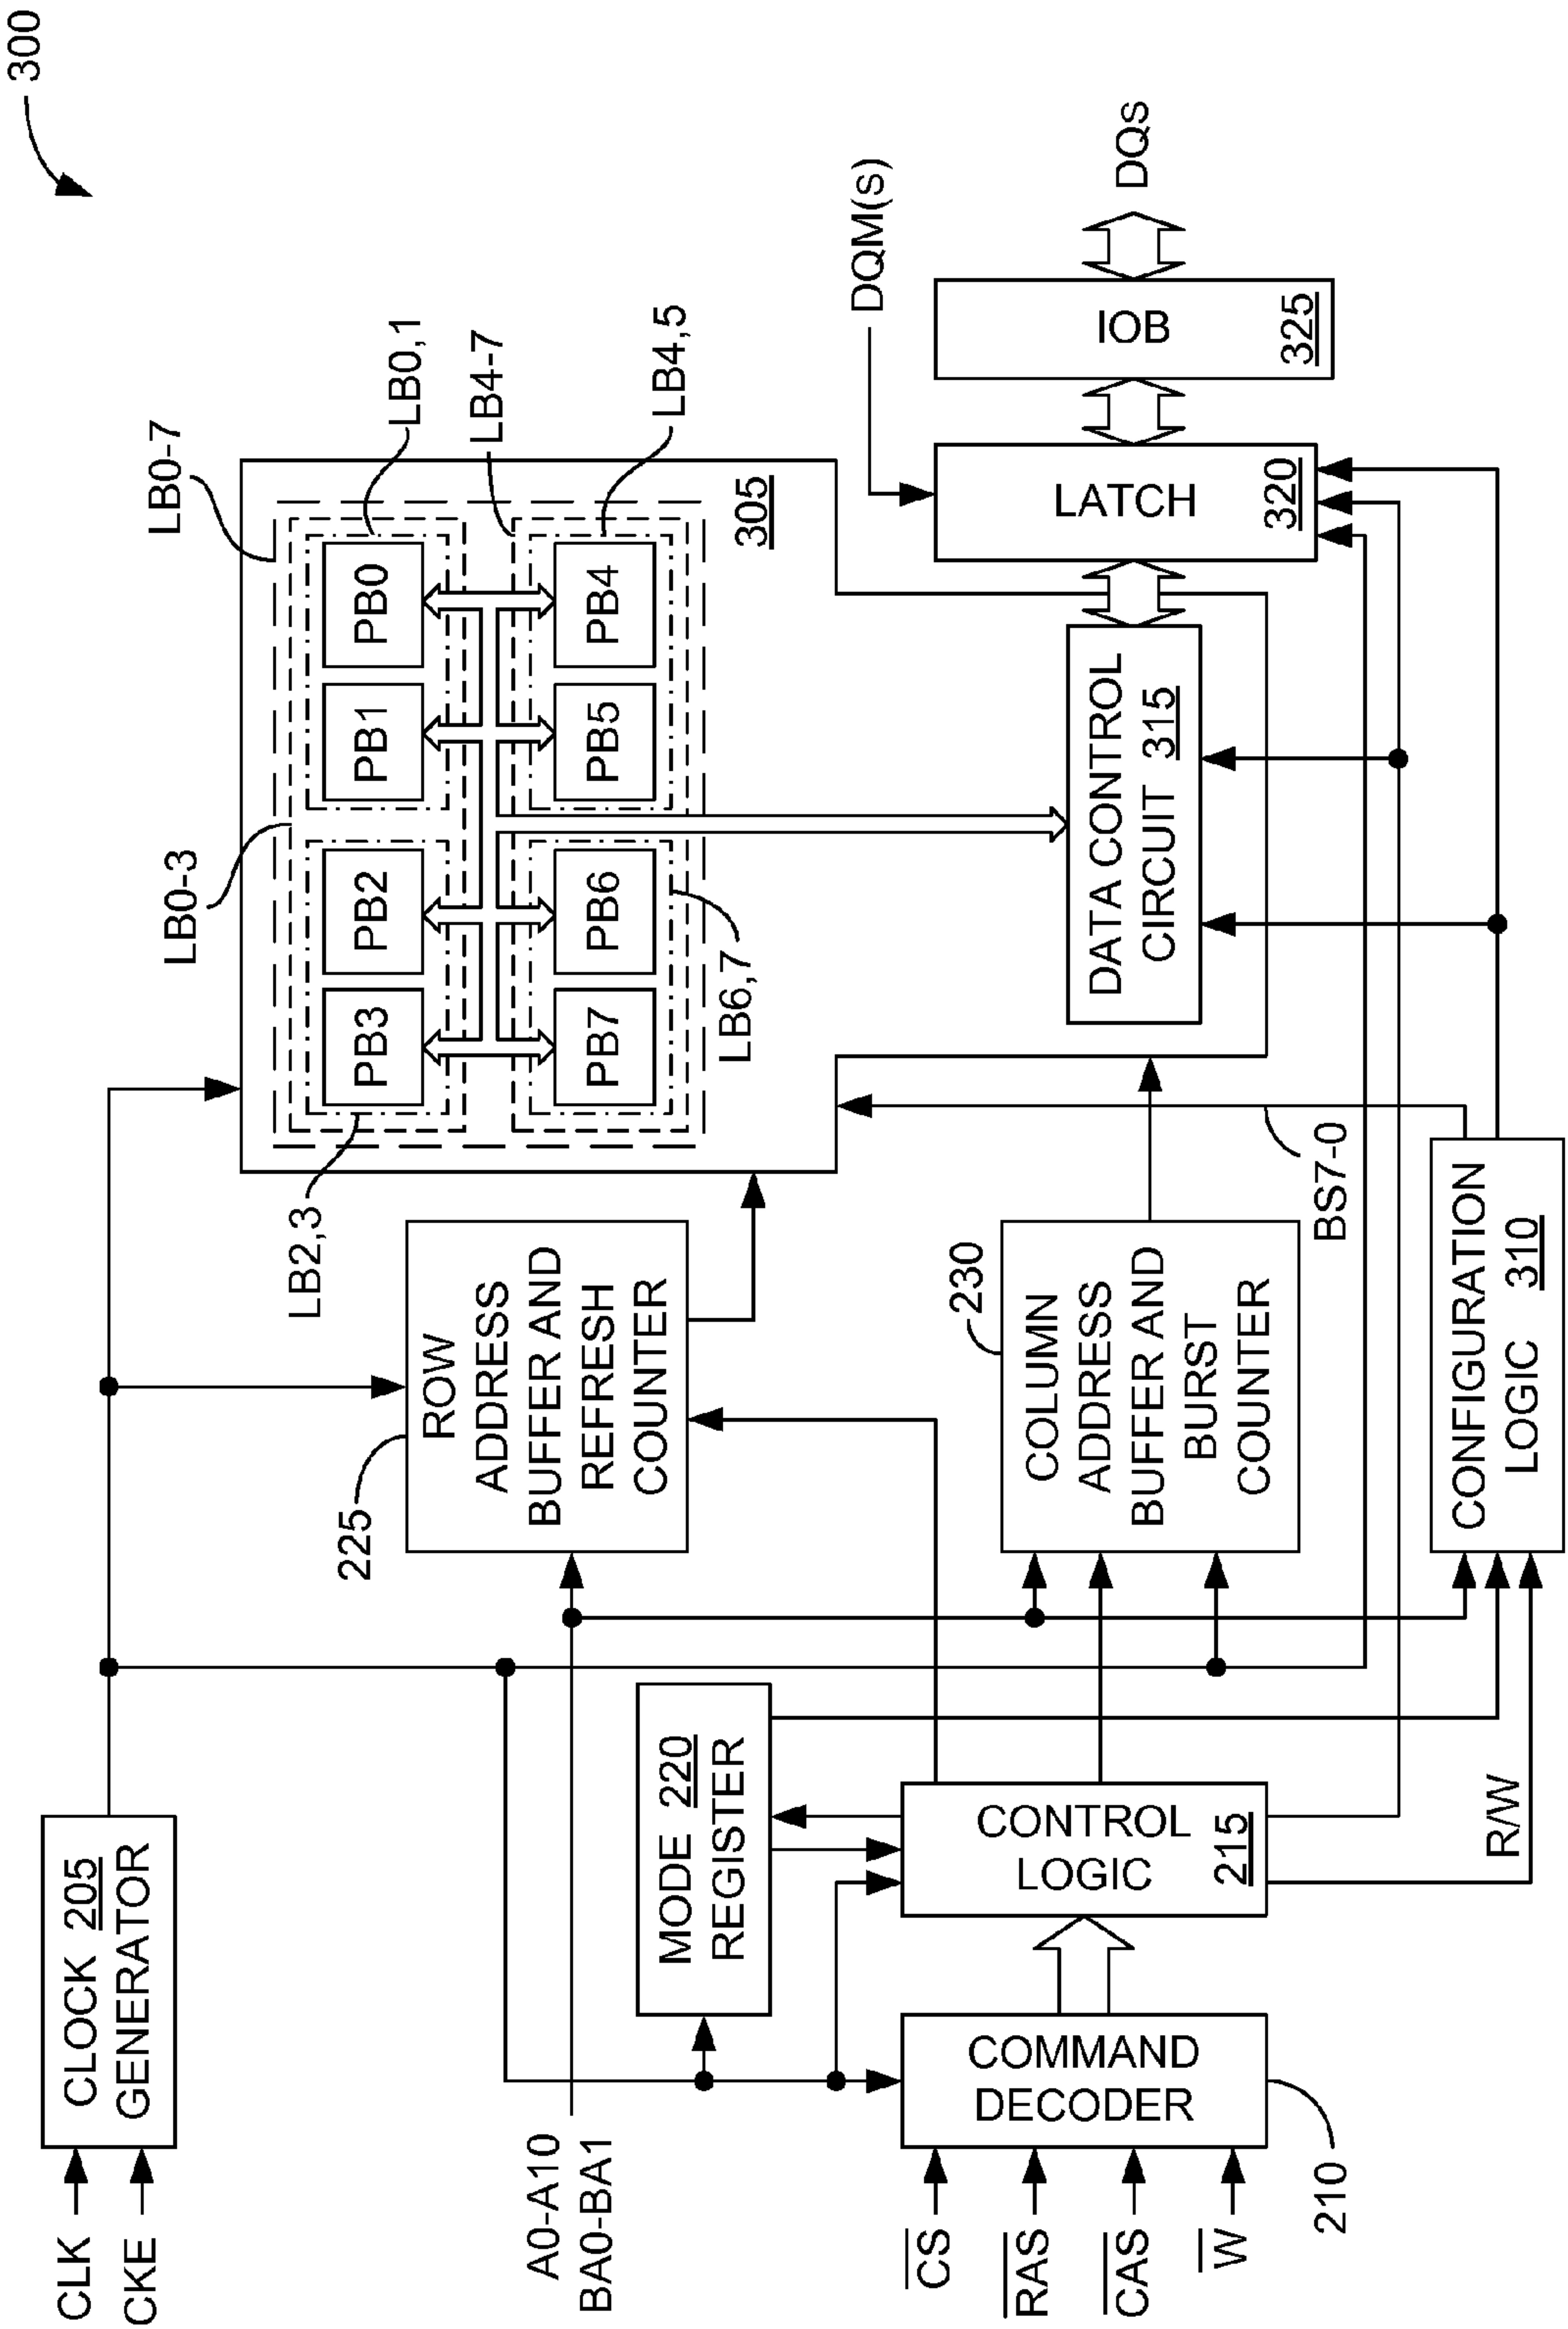 300
CLK
CKE
CLOCK 205
GENERATOR
A0-A10
BA0-BA1
C̅S̅
R̅A̅S̅
C̅A̅S̅
W̅
COMMAND
DECODER
210
MODE 220
REGISTER
CONTROL
LOGIC 215
R/W
225
ROW
ADDRESS
BUFFER AND
REFRESH
COUNTER
230
COLUMN
ADDRESS
BUFFER AND
BURST
COUNTER
CONFIGURATION
LOGIC 310
BS7-0
LB0-7
LB0-3
LB0,1
LB2,3
LB4-7
LB4,5
LB6,7
PB3
PB2
PB1
PB0
PB7
PB6
PB5
PB4
305
DATA CONTROL
CIRCUIT 315
DQM(S)
LATCH
320
IOB
325
DQS